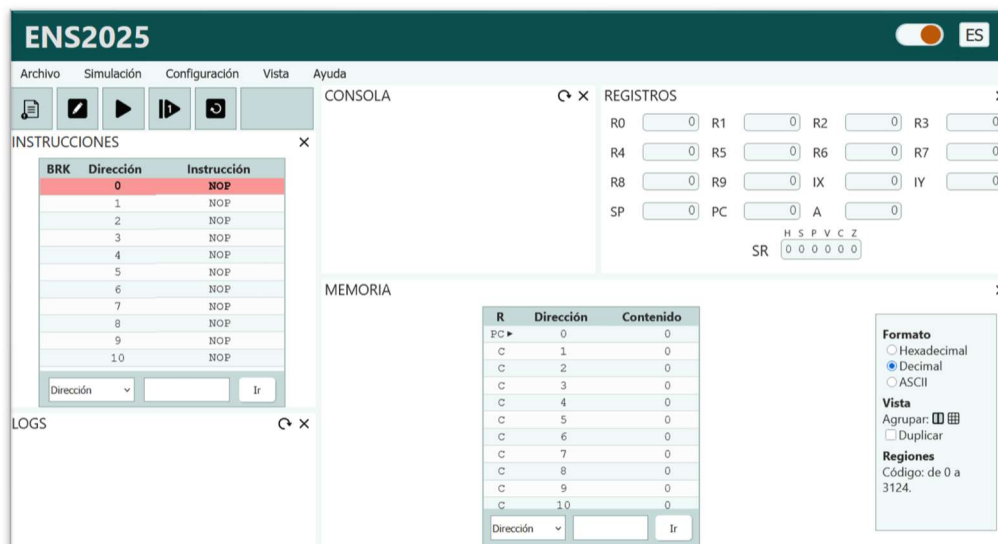 ENS2025
ES
Archivo Simulación Configuración Vista Ayuda
INSTRUCCIONES
BRK Dirección Instrucción
0 NOP
1 NOP
2 NOP
3 NOP
4 NOP
5 NOP
6 NOP
7 NOP
8 NOP
9 NOP
10 NOP
Dirección Ir
LOGS
CONSOLA
REGISTROS
R0 0 R1 0 R2 0 R3 0
R4 0 R5 0 R6 0 R7 0
R8 0 R9 0 IX 0 IY 0
SP 0 PC 0 A 0
H S P V C Z
SR 0 0 0 0 0 0
MEMORIA
R Dirección Contenido
PC 0 0
C 1 0
C 2 0
C 3 0
C 4 0
C 5 0
C 6 0
C 7 0
C 8 0
C 9 0
C 10 0
Dirección Ir
Formato
Hexadecimal
Decimal
ASCII
Vista
Agrupar:
Duplicar
Regiones
Código: de 0 a
3124.